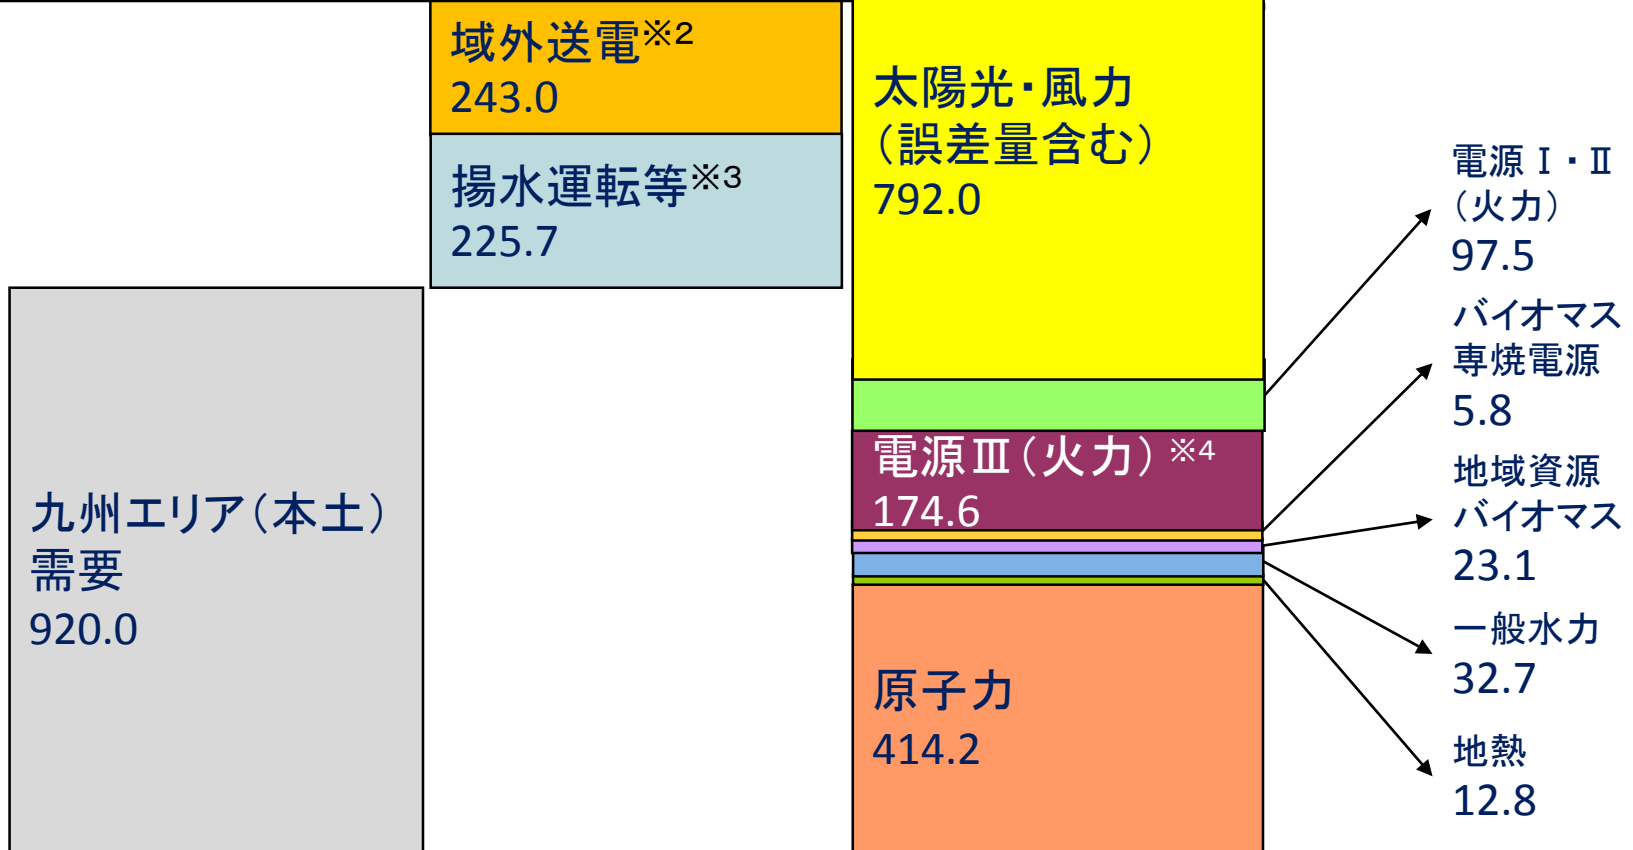 域外送電※2
243.0
揚水運転等※3
225.7
九州エリア(本土)
需要
920.0
太陽光・風力
(誤差量含む)
792.0
電源Ⅲ(火力)※4
174.6
原子力
414.2
電源Ⅰ・Ⅱ
(火力)
97.5
バイオマス
専焼電源
5.8
地域資源
バイオマス
23.1
一般水力
32.7
地熱
12.8